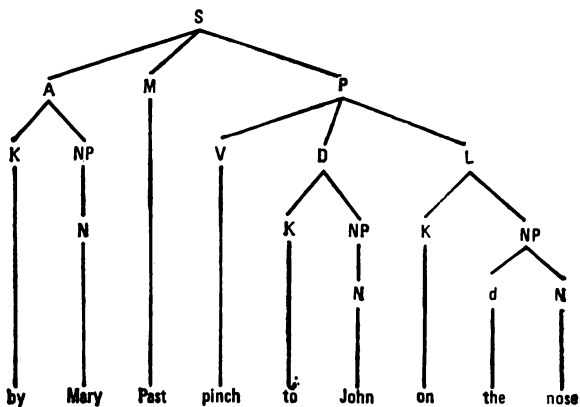 S
A M P
K NP V D L
N K NP K NP
N d N
by Mary Past pinch to John on the nose